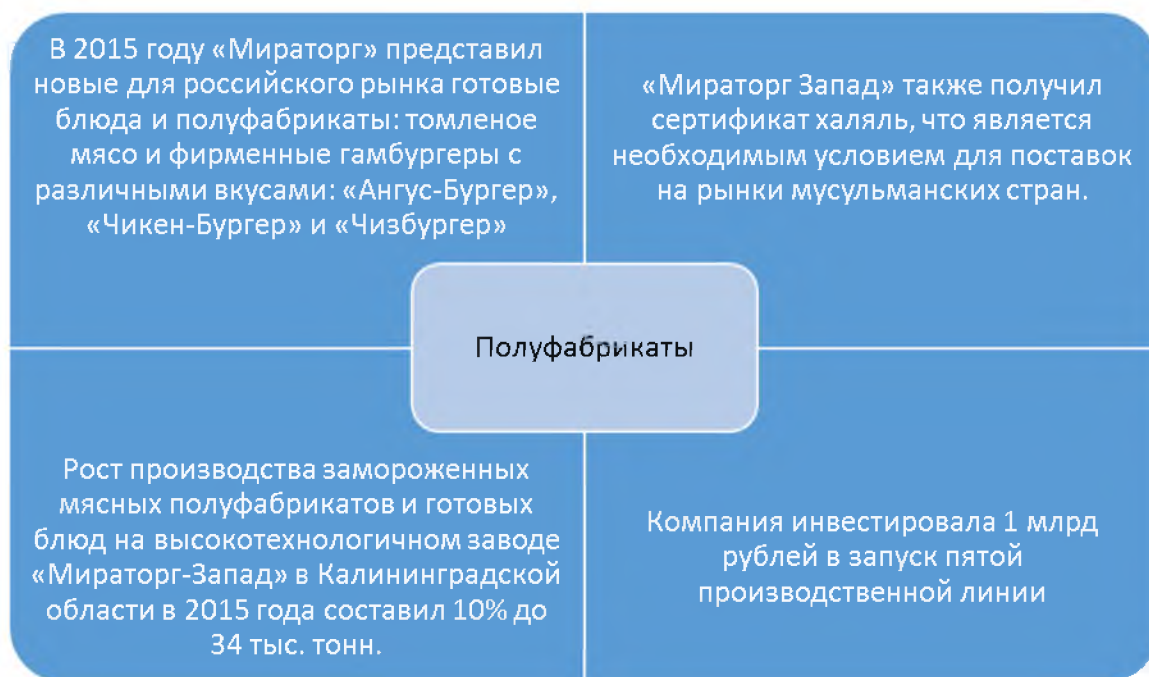 В 2015 году «Мираторг» представил
новые для российского рынка готовые
блюда и полуфабрикаты: томленое
мясо и фирменные гамбургеры с
различными вкусами: «Ангус-Бургер»,
«Чикен-Бургер» и «Чизбургер»
«Мираторг Запад» также получил
сертификат халяль, что является
необходимым условием для поставок
на рынки мусульманских стран.
Полуфабрикаты
Рост производства замороженных
мясных полуфабрикатов и готовых
блюд на высокотехнологичном заводе
«Мираторг-Запад» в Калининградской
области в 2015 года составил 10% до
34 тыс. тонн.
Компания инвестировала 1 млрд
рублей в запуск пятой
производственной линии